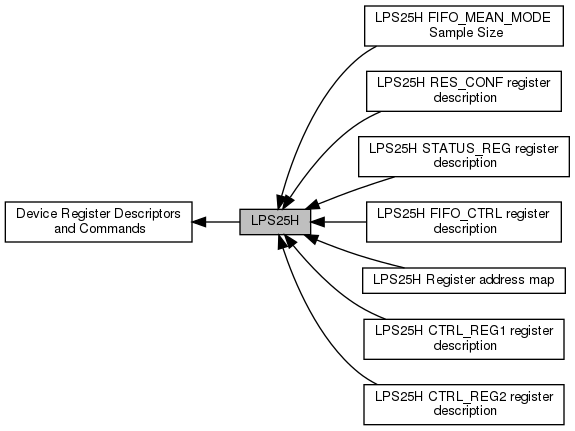 LPS25H FIFO_MEAN_MODE
Sample Size
LPS25H RES_CONF register
description
LPS25H STATUS_REG register
description
Device Register Descriptors
and Commands
LPS25H
LPS25H FIFO_CTRL register
description
LPS25H Register address map
LPS25H CTRL_REG1 register
description
LPS25H CTRL_REG2 register
description